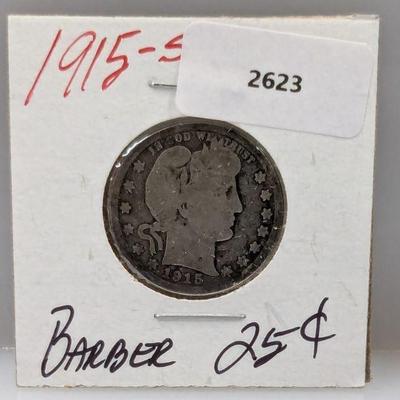 1915-S
2623
IN GOD WE TRUST
1915
BARBER 25¢